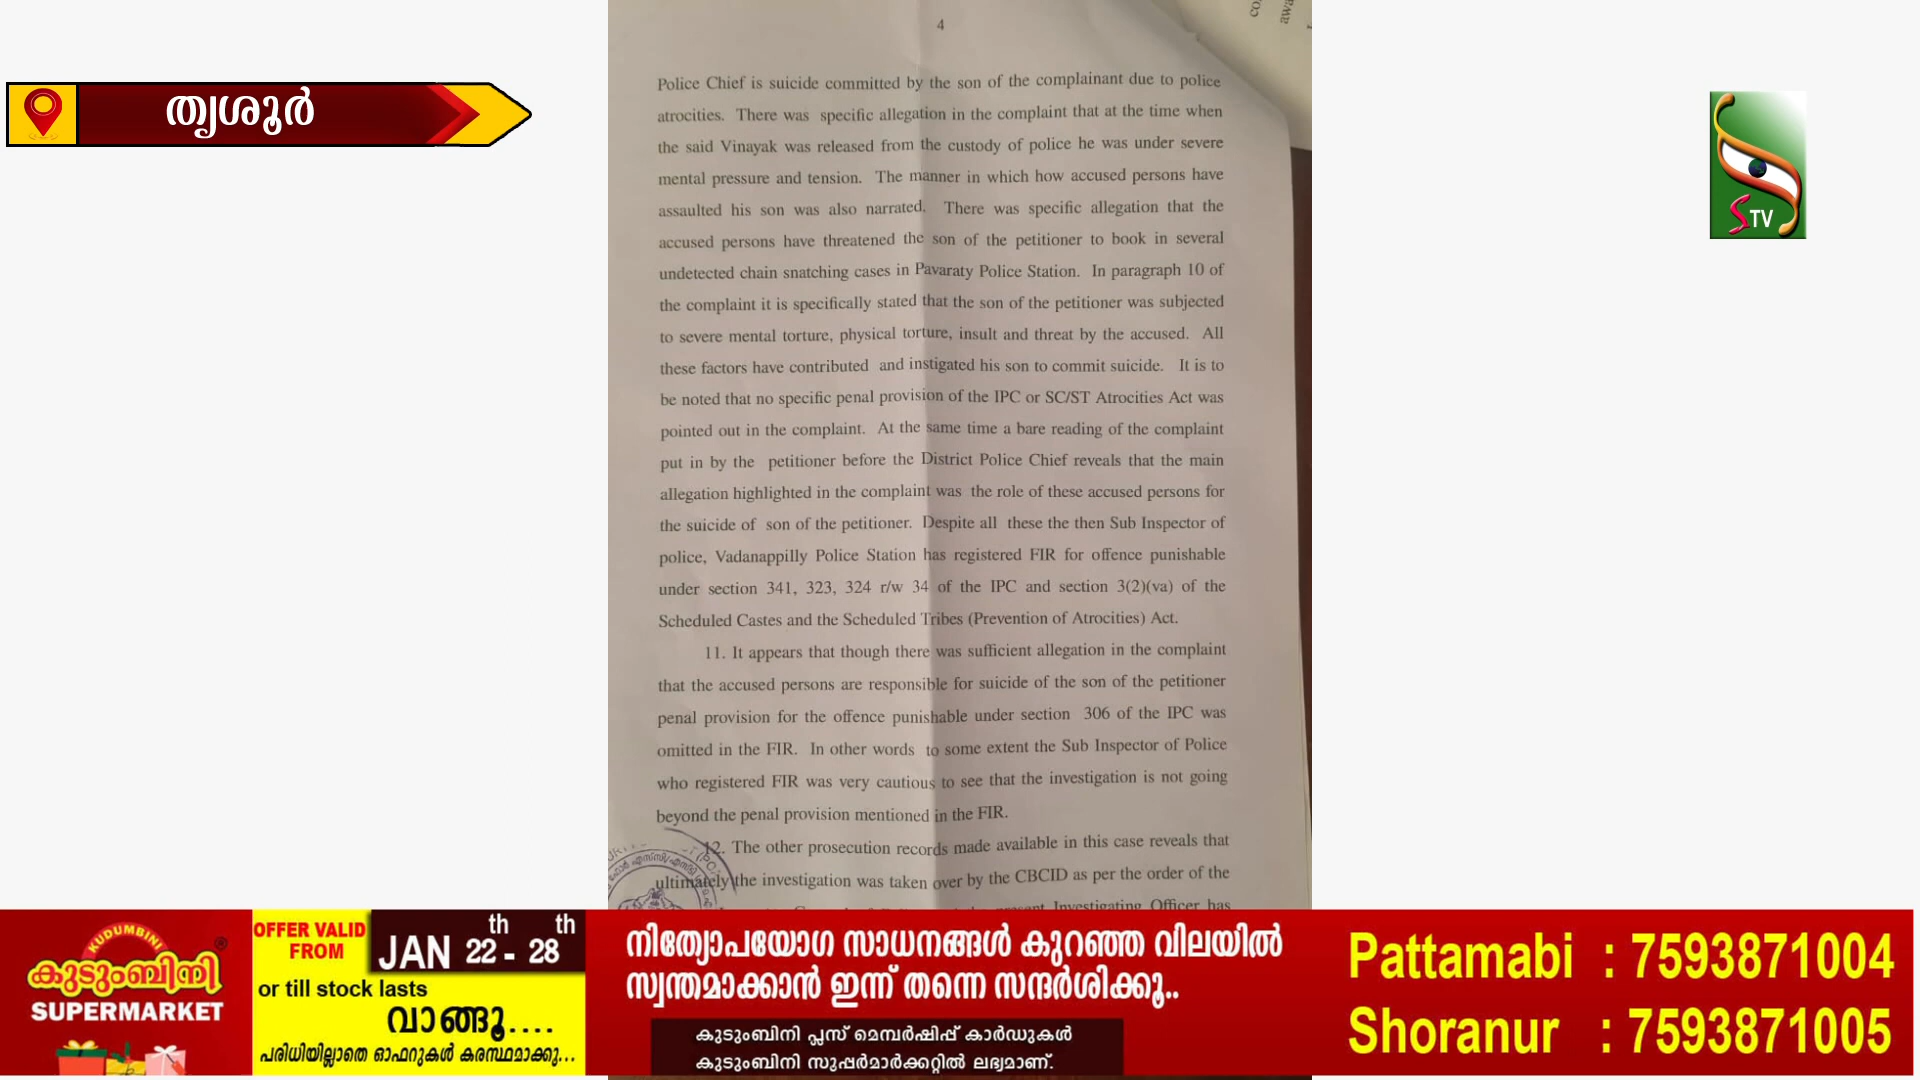 4
തൃശൂർ
STV
Police Chief is suicide committed by the son of the complainant due to police
atrocities. There was specific allegation in the complaint that at the time when
the said Vinayak was released from the custody of police he was under severe
mental pressure and tension. The manner in which how accused persons have
assaulted his son was also narrated. There was specific allegation that the
accused persons have threatened the son of the petitioner to book in several
undetected chain snatching cases in Pavaraty Police Station. In paragraph 10 of
the complaint it is specifically stated that the son of the petitioner was subjected
to severe mental torture, physical torture, insult and threat by the accused. All
these factors have contributed and instigated his son to commit suicide. It is to
be noted that no specific penal provision of the IPC or SC/ST Atrocities Act was
pointed out in the complaint. At the same time a bare reading of the complaint
put in by the petitioner before the District Police Chief reveals that the main
allegation highlighted in the complaint was the role of these accused persons for
the suicide of son of the petitioner. Despite all these the then Sub Inspector of
police, Vadanappilly Police Station has registered FIR for offence punishable
under section 341, 323, 324 r/w 34 of the IPC and section 3(2)(va) of the
Scheduled Castes and the Scheduled Tribes (Prevention of Atrocities) Act.
11. It appears that though there was sufficient allegation in the complaint
that the accused persons are responsible for suicide of the son of the petitioner
penal provision for the offence punishable under section 306 of the IPC was
omitted in the FIR. In other words to some extent the Sub Inspector of Police
who registered FIR was very cautious to see that the investigation is not going
beyond the penal provision mentioned in the FIR.
12. The other prosecution records made available in this case reveals that
ultimately the investigation was taken over by the CBCID as per the order of the
Investigating Officer has
KUDUMBINI
കുടുംബിനി ®
SUPERMARKET
OFFER VALID
FROM
JAN 22th - 28th
or till stock lasts
വാങ്ങൂ....
പരിധിയില്ലാതെ ഓഫറുകൾ കരസ്ഥമാക്കൂ...
നിത്യോപയോഗ സാധനങ്ങൾ കുറഞ്ഞ വിലയിൽ
സ്വന്തമാക്കാൻ ഇന്ന് തന്നെ സന്ദർശിക്കൂ..
കുടുംബിനി പ്ലസ് മെമ്പർഷിപ്പ് കാർഡുകൾ
കുടുംബിനി സൂപ്പർമാർക്കറ്റിൽ ലഭ്യമാണ്.
Pattamabi : 7593871004
Shoranur : 7593871005